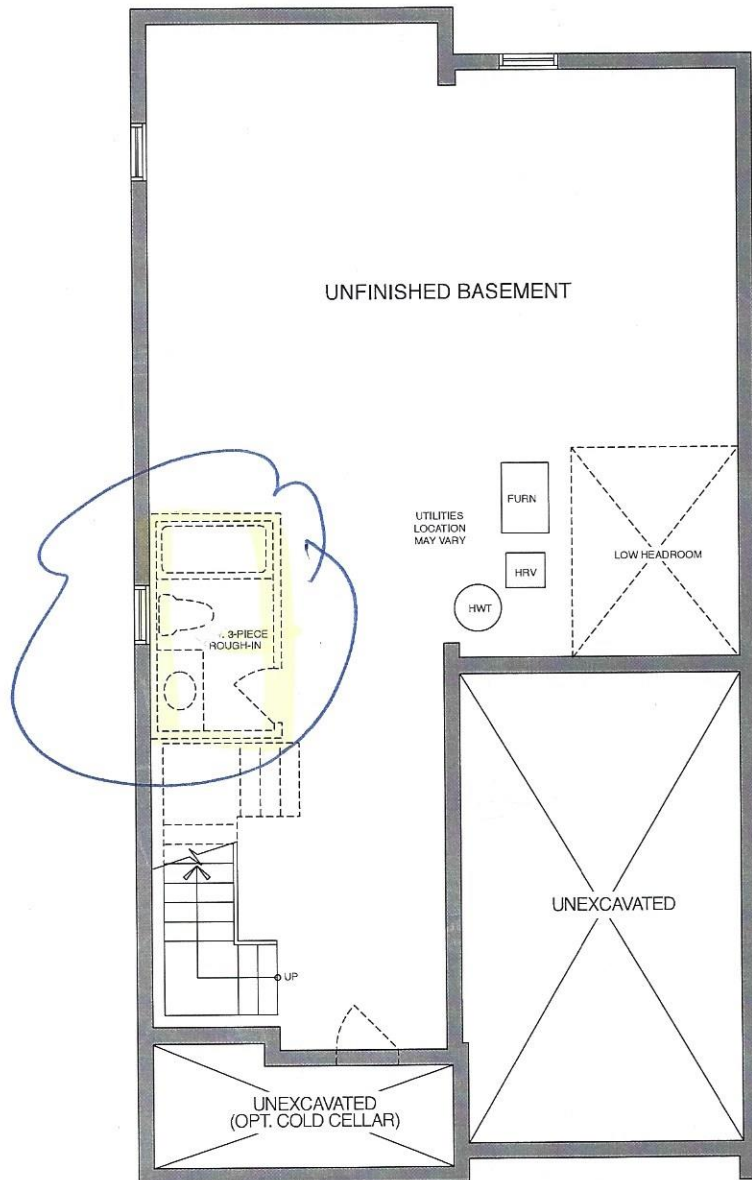 UNFINISHED BASEMENT
UTILITIES
LOCATION
MAY VARY
FURN
HRV
HWT
LOW HEADROOM
3-PIECE
ROUGH-IN
UNEXCAVATED
UP
UNEXCAVATED
(OPT. COLD CELLAR)